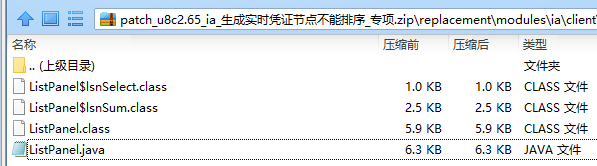 patch_u8c2.65_ia_生成实时凭证节点不能排序_专项.zip\replacement\modules\ia\client\
名称 压缩前 压缩后 类型
.. (上级目录) 文件夹
ListPanel$lsnSelect.class 1.0 KB 1.0 KB CLASS 文件
ListPanel$lsnSum.class 2.5 KB 2.5 KB CLASS 文件
ListPanel.class 5.9 KB 5.9 KB CLASS 文件
ListPanel.java 6.3 KB 6.3 KB JAVA 文件